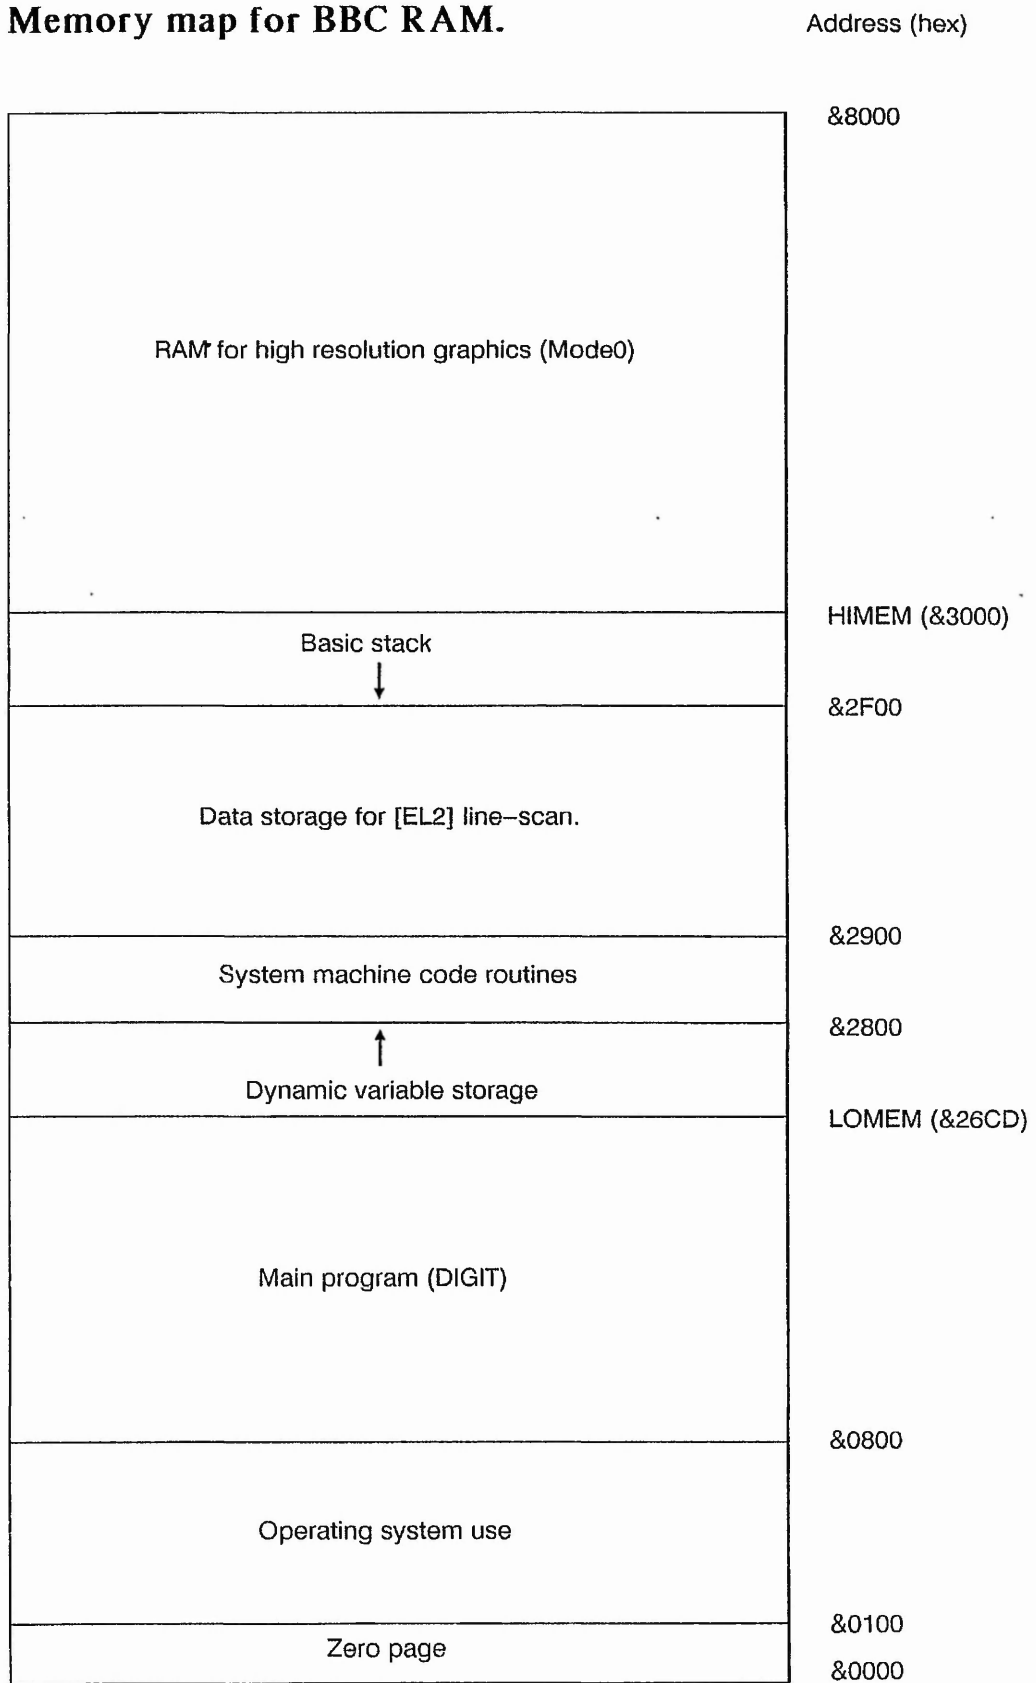 Memory map for BBC RAM.
Address (hex)
&8000
RAM for high resolution graphics (Mode0)
HIMEM (&3000)
Basic stack
&2F00
Data storage for [EL2] line–scan.
&2900
System machine code routines
&2800
Dynamic variable storage
LOMEM (&26CD)
Main program (DIGIT)
&0800
Operating system use
&0100
Zero page
&0000